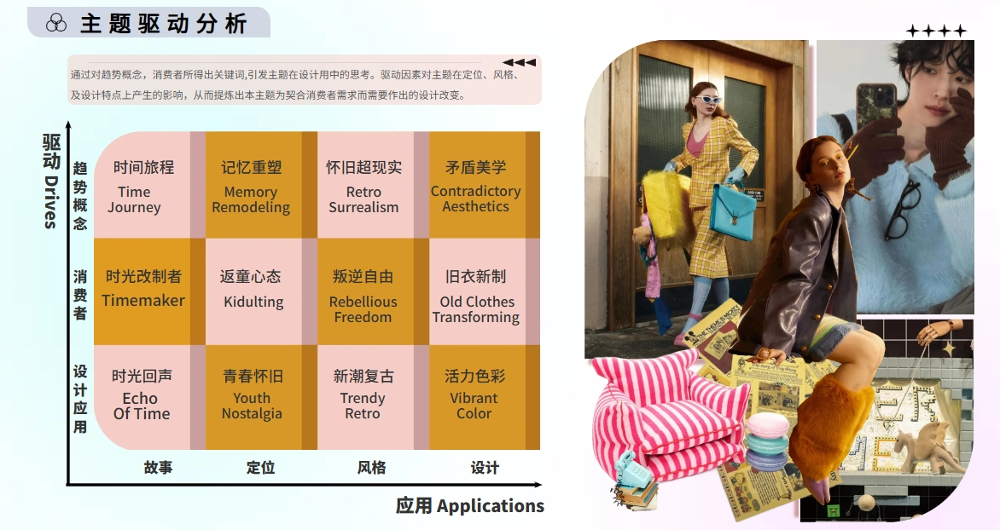 主题驱动分析
通过对趋势概念，消费者所得出关键词,引发主题在设计用中的思考。驱动因素对主题在定位、风格、
及设计特点上产生的影响，从而提炼出本主题为契合消费者需求而需要作出的设计改变。
驱动 Drives
趋势概念
时间旅程
Time
Journey
记忆重塑
Memory
Remodeling
怀旧超现实
Retro
Surrealism
矛盾美学
Contradictory
Aesthetics
消费者
时光改制者
Timemaker
返童心态
Kidulting
叛逆自由
Rebellious
Freedom
旧衣新制
Old Clothes
Transforming
设计应用
时光回声
Echo
Of Time
青春怀旧
Youth
Nostalgia
新潮复古
Trendy
Retro
活力色彩
Vibrant
Color
故事
定位
风格
设计
应用 Applications
THE THEME IS MICKEY